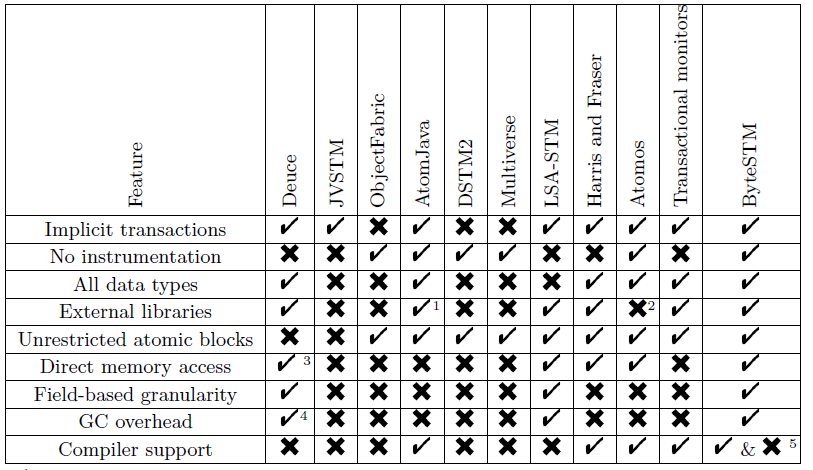 Feature Deuce JVSTM ObjectFabric AtomJava DSTM2 Multiverse LSA-STM Harris and Fraser Atomos Transactional monitors ByteSTM
Implicit transactions ✓ ✓ ✖ ✓ ✖ ✖ ✓ ✓ ✓ ✓ ✓
No instrumentation ✖ ✖ ✓ ✓ ✓ ✓ ✖ ✖ ✓ ✖ ✓
All data types ✓ ✖ ✖ ✓ ✖ ✖ ✖ ✓ ✓ ✓ ✓
External libraries ✓ ✖ ✖ ✓1 ✖ ✖ ✓ ✓ ✖2 ✓ ✓
Unrestricted atomic blocks ✖ ✖ ✓ ✓ ✓ ✓ ✓ ✓ ✓ ✓ ✓
Direct memory access ✓ 3 ✖ ✖ ✖ ✖ ✖ ✓ ✓ ✓ ✖ ✓
Field-based granularity ✓ ✖ ✖ ✖ ✖ ✖ ✓ ✖ ✖ ✖ ✓
GC overhead ✓4 ✖ ✖ ✖ ✖ ✖ ✓ ✖ ✖ ✖ ✓
Compiler support ✖ ✖ ✖ ✓ ✖ ✖ ✖ ✓ ✓ ✓ ✓ & ✖ 5